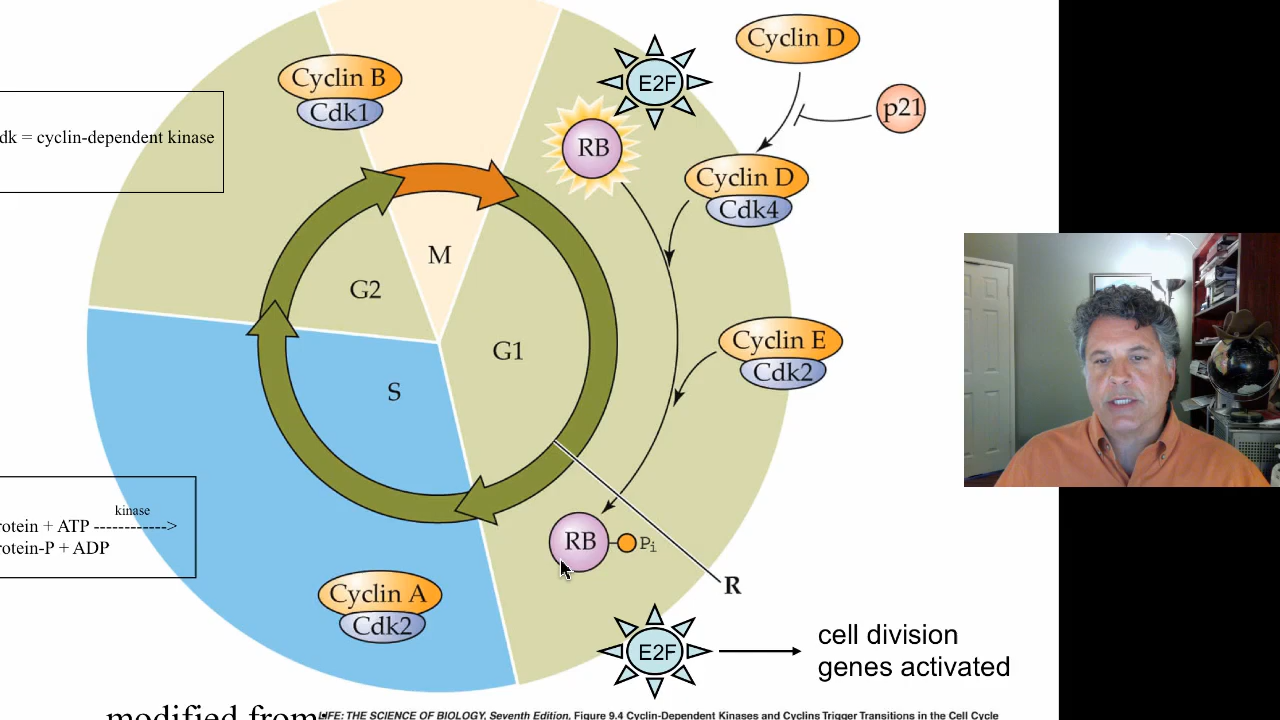 Cyclin D
E2F
Cyclin B
Cdk1
p21
dk = cyclin-dependent kinase
RB
Cyclin D
Cdk4
M
G2
G1
Cyclin E
Cdk2
S
kinase
rotein + ATP ------------>
rotein-P + ADP
RB
Pi
R
Cyclin A
Cdk2
E2F
cell division
genes activated
modified from:
LIFE: THE SCIENCE OF BIOLOGY, Seventh Edition, Figure 9.4 Cyclin-Dependent Kinases and Cyclins Trigger Transitions in the Cell Cycle